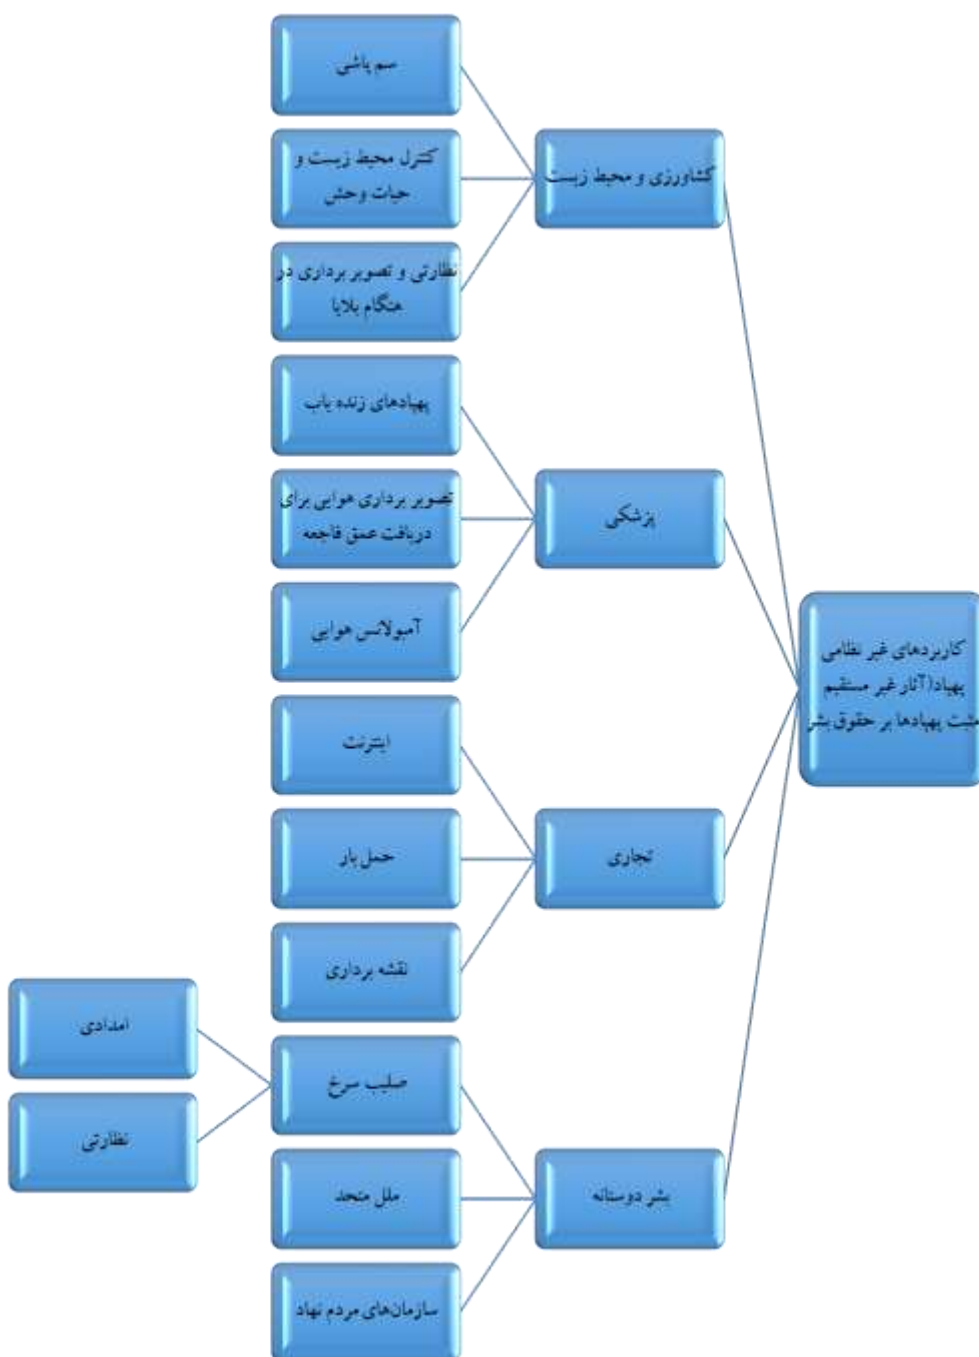 کاربردهای غیر نظامی
پهپاد(آثار غیر مستقیم
مثبت پهپادها بر حقوق بشر
کشاورزی و محیط زیست
سم پاشی
کنترل محیط زیست و
حیات وحش
نظارتی و تصویر برداری در
هنگام بلایا
پزشکی
پهپادهای زنده یاب
تصویر برداری هوایی برای
دریافت عمق فاجعه
آمبولانس هوایی
تجاری
اینترنت
حمل بار
نقشه برداری
بشر دوستانه
صلیب سرخ
امدادی
نظارتی
ملل متحد
سازمان‌های مردم نهاد